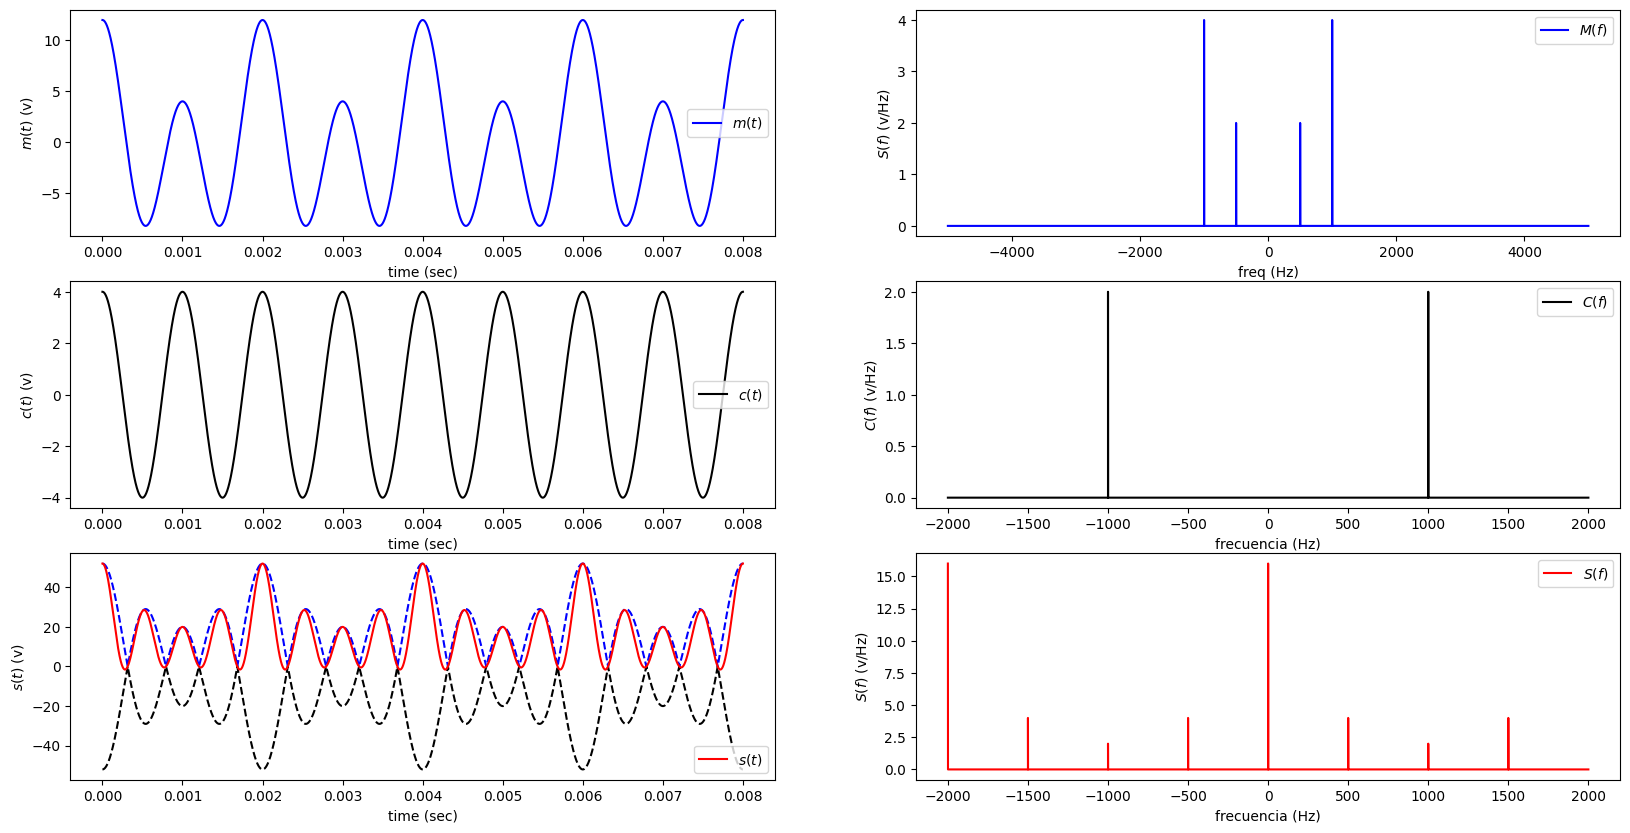 10
5
0
−5
m(t) (v)
m(t)
0.000 0.001 0.002 0.003 0.004 0.005 0.006 0.007 0.008
time (sec)
4
3
2
1
0
S(f) (v/Hz)
M(f)
−4000 −2000 0 2000 4000
freq (Hz)
4
2
0
−2
−4
c(t) (v)
c(t)
0.000 0.001 0.002 0.003 0.004 0.005 0.006 0.007 0.008
time (sec)
2.0
1.5
1.0
0.5
0.0
C(f) (v/Hz)
C(f)
−2000 −1500 −1000 −500 0 500 1000 1500 2000
frecuencia (Hz)
40
20
0
−20
−40
s(t) (v)
s(t)
0.000 0.001 0.002 0.003 0.004 0.005 0.006 0.007 0.008
time (sec)
15.0
12.5
10.0
7.5
5.0
2.5
0.0
S(f) (v/Hz)
S(f)
−2000 −1500 −1000 −500 0 500 1000 1500 2000
frecuencia (Hz)